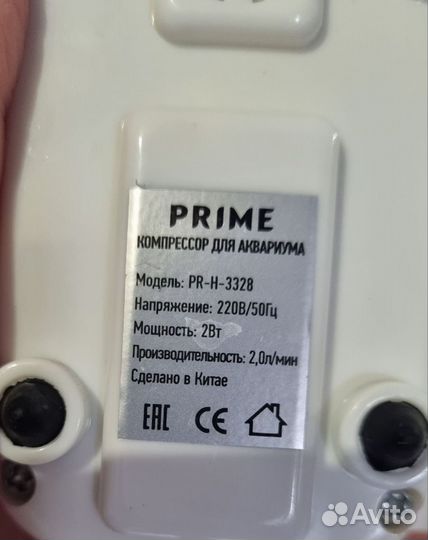 PRIME
КОМПРЕССОР ДЛЯ АКВАРИУМА
Модель: PR-H-3328
Напряжение: 220В/50Гц
Мощность: 2Вт
Производительность: 2,0л/мин
Сделано в Китае
EAC CE
Avito